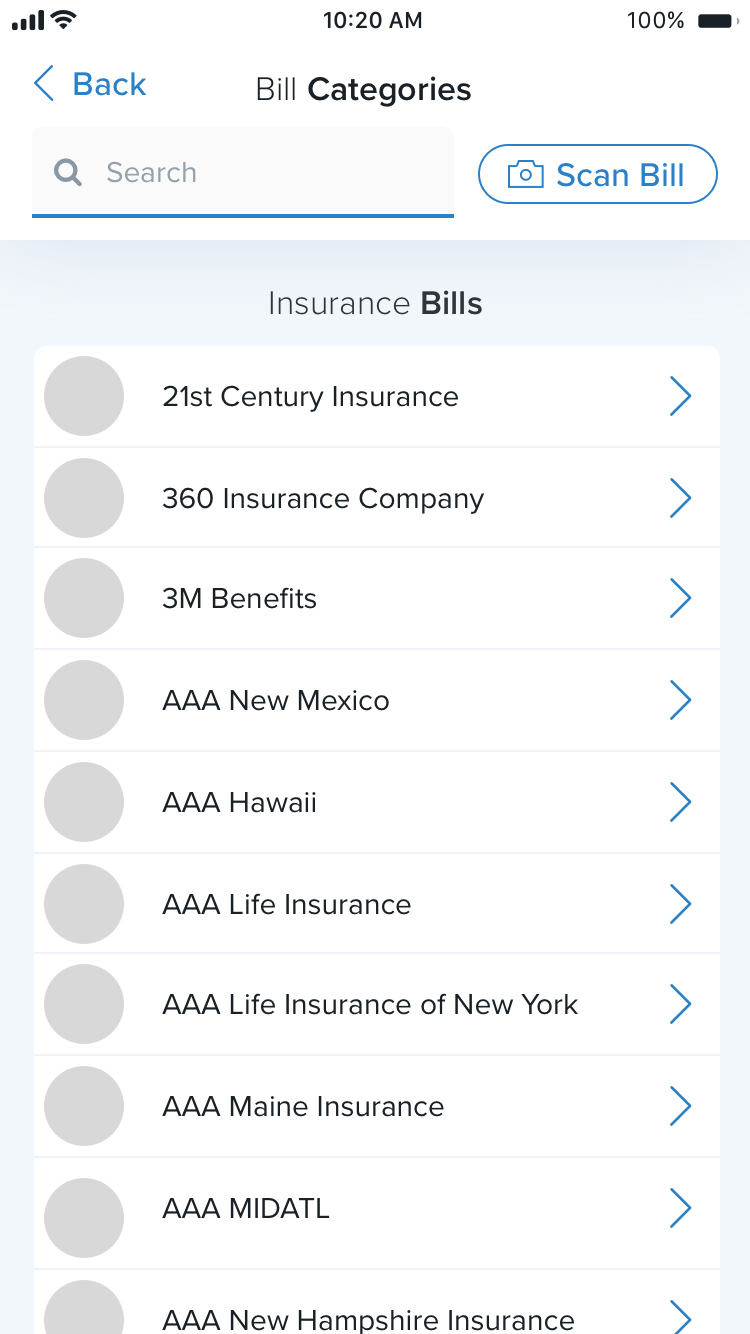 10:20 AM
100%
Back
Bill Categories
Search
Scan Bill
Insurance Bills
21st Century Insurance
360 Insurance Company
3M Benefits
AAA New Mexico
AAA Hawaii
AAA Life Insurance
AAA Life Insurance of New York
AAA Maine Insurance
AAA MIDATL
AAA New Hampshire Insurance